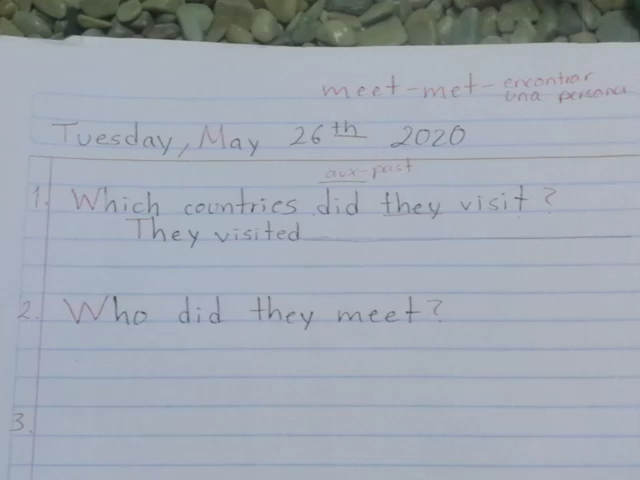 meet-met- encontrar
una persona
Tuesday, May 26th 2020
aux-past
1. Which countries did they visit?
They visited
2. Who did they meet?
3.